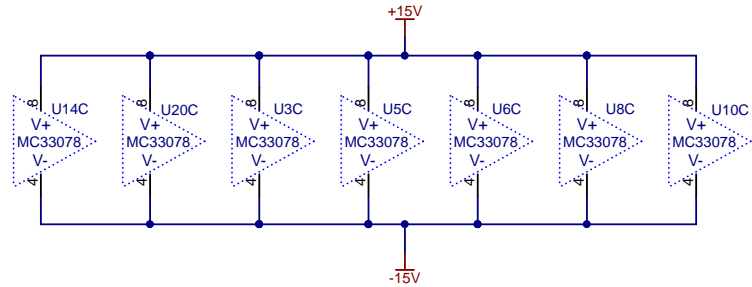 +15V
8 U14C 8 U20C 8 U3C 8 U5C 8 U6C 8 U8C 8 U10C
V+ V+ V+ V+ V+ V+ V+
MC33078 MC33078 MC33078 MC33078 MC33078 MC33078 MC33078
V- V- V- V- V- V- V-
4 4 4 4 4 4 4
-15V